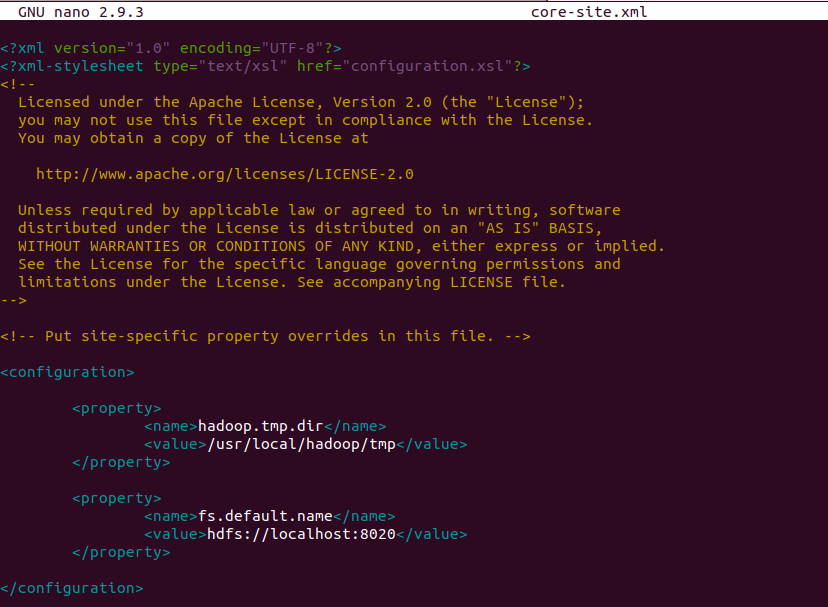 GNU nano 2.9.3 core-site.xml
<?xml version="1.0" encoding="UTF-8"?>
<?xml-stylesheet type="text/xsl" href="configuration.xsl"?>
<!--
  Licensed under the Apache License, Version 2.0 (the "License");
  you may not use this file except in compliance with the License.
  You may obtain a copy of the License at
    http://www.apache.org/licenses/LICENSE-2.0
  Unless required by applicable law or agreed to in writing, software
  distributed under the License is distributed on an "AS IS" BASIS,
  WITHOUT WARRANTIES OR CONDITIONS OF ANY KIND, either express or implied.
  See the License for the specific language governing permissions and
  limitations under the License. See accompanying LICENSE file.
-->
<!-- Put site-specific property overrides in this file. -->
<configuration>
        <property>
                <name>hadoop.tmp.dir</name>
                <value>/usr/local/hadoop/tmp</value>
        </property>
        <property>
                <name>fs.default.name</name>
                <value>hdfs://localhost:8020</value>
        </property>
</configuration>